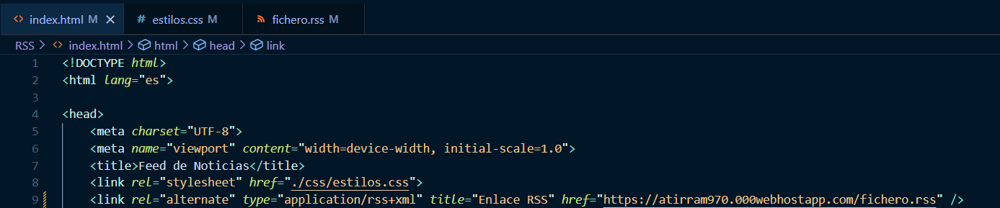 index.html M
estilos.css M
fichero.rss M
RSS > index.html > html > head > link
1 <!DOCTYPE html>
2 <html lang="es">
3
4 <head>
5 <meta charset="UTF-8">
6 <meta name="viewport" content="width=device-width, initial-scale=1.0">
7 <title>Feed de Noticias</title>
8 <link rel="stylesheet" href="./css/estilos.css">
9 <link rel="alternate" type="application/rss+xml" title="Enlace RSS" href="https://atirram970.000webhostapp.com/fichero.rss" />